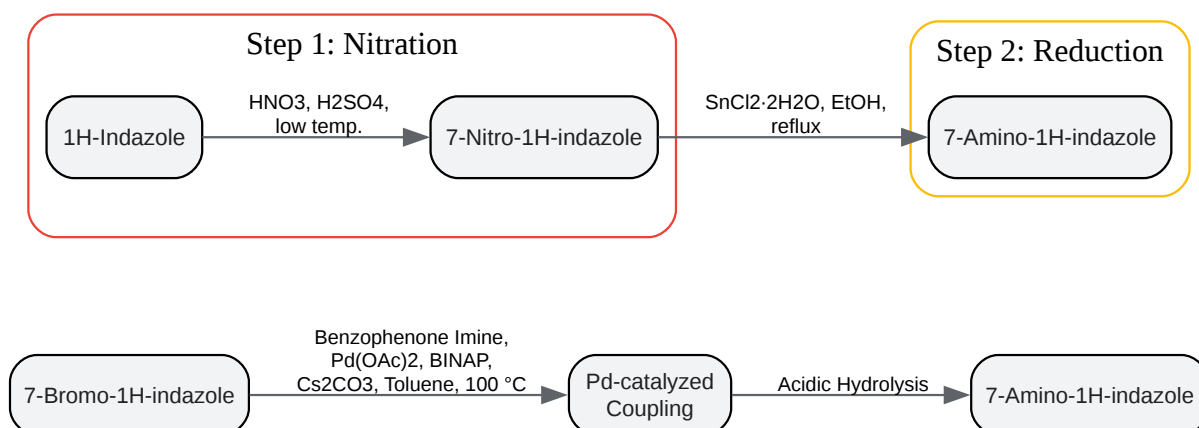 Step 1: Nitration
Step 2: Reduction
1H-Indazole
HNO3, H2SO4,
low temp.
7-Nitro-1H-indazole
SnCl2·2H2O, EtOH,
reflux
7-Amino-1H-indazole
7-Bromo-1H-indazole
Benzophenone Imine,
Pd(OAc)2, BINAP,
Cs2CO3, Toluene, 100 °C
Pd-catalyzed
Coupling
Acidic Hydrolysis
7-Amino-1H-indazole